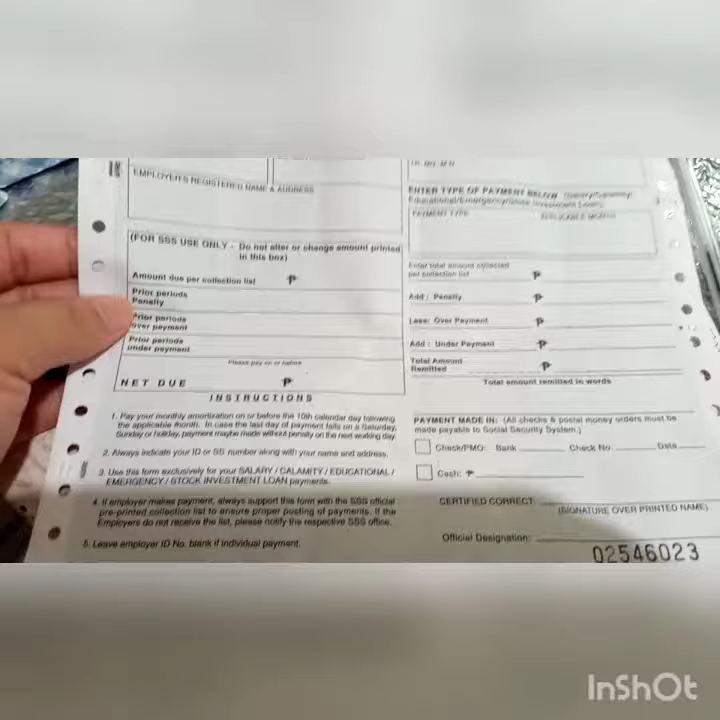 EMPLOYER'S REGISTERED NAME & ADDRESS
(FOR SSS USE ONLY - Do not alter or change amount printed
in this box)
Amount due per collection list ₱
Prior periods
Penalty
Prior periods
over payment
Prior periods
under payment
Please pay on or before
NET DUE ₱
INSTRUCTIONS
1. Pay your monthly amortization on or before the 10th calendar day following
the applicable month. In case the last day of payment falls on a Saturday,
Sunday or holiday, payment maybe made without penalty on the next working day.
2. Always indicate your ID or SS number along with your name and address.
3. Use this form exclusively for your SALARY / CALAMITY / EDUCATIONAL /
EMERGENCY / STOCK INVESTMENT LOAN payments.
4. If employer makes payment, always support this form with the SSS official
pre-printed collection list to ensure proper posting of payments. If the
Employers do not receive the list, please notify the respective SSS office.
5. Leave employer ID No. blank if individual payment.
ENTER TYPE OF PAYMENT BELOW (Salary/Calamity/
Educational/Emergency/Stock Investment Loan)
PAYMENT TYPE APPLICABLE MONTH
Enter total amount collected
per collection list ₱
Add : Penalty ₱
Less: Over Payment ₱
Add : Under Payment ₱
Total Amount
Remitted ₱
Total amount remitted in words
PAYMENT MADE IN: (All checks & postal money orders must be
made payable to Social Security System.)
Check/PMO: Bank Check No. Date
Cash: ₱
CERTIFIED CORRECT:
(SIGNATURE OVER PRINTED NAME)
Official Designation:
02546023
InShOt